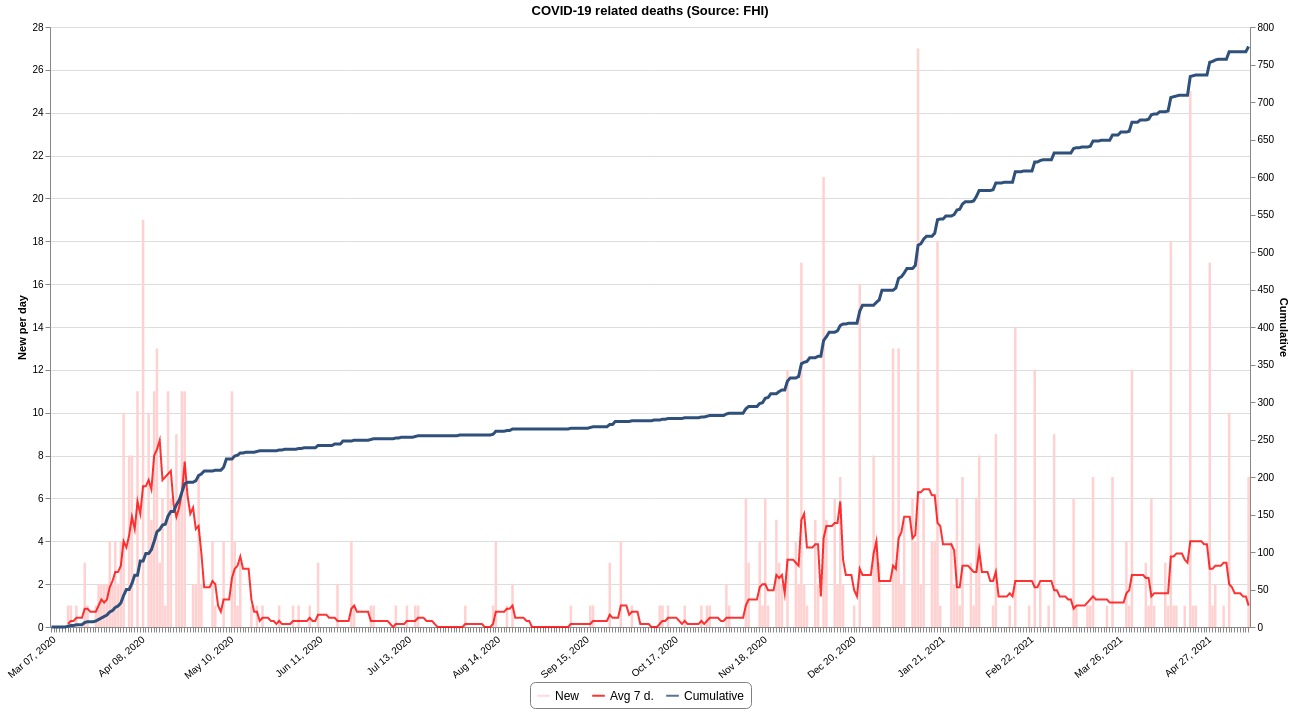 COVID-19 related deaths (Source: FHI)
28
26
24
22
20
18
16
14
12
10
8
6
4
2
0
New per day
800
750
700
650
600
550
500
450
400
350
300
250
200
150
100
50
0
Cumulative
Mar 07, 2020
Apr 08, 2020
May 10, 2020
Jun 11, 2020
Jul 13, 2020
Aug 14, 2020
Sep 15, 2020
Oct 17, 2020
Nov 18, 2020
Dec 20, 2020
Jan 21, 2021
Feb 22, 2021
Mar 26, 2021
Apr 27, 2021
New Avg 7 d. Cumulative